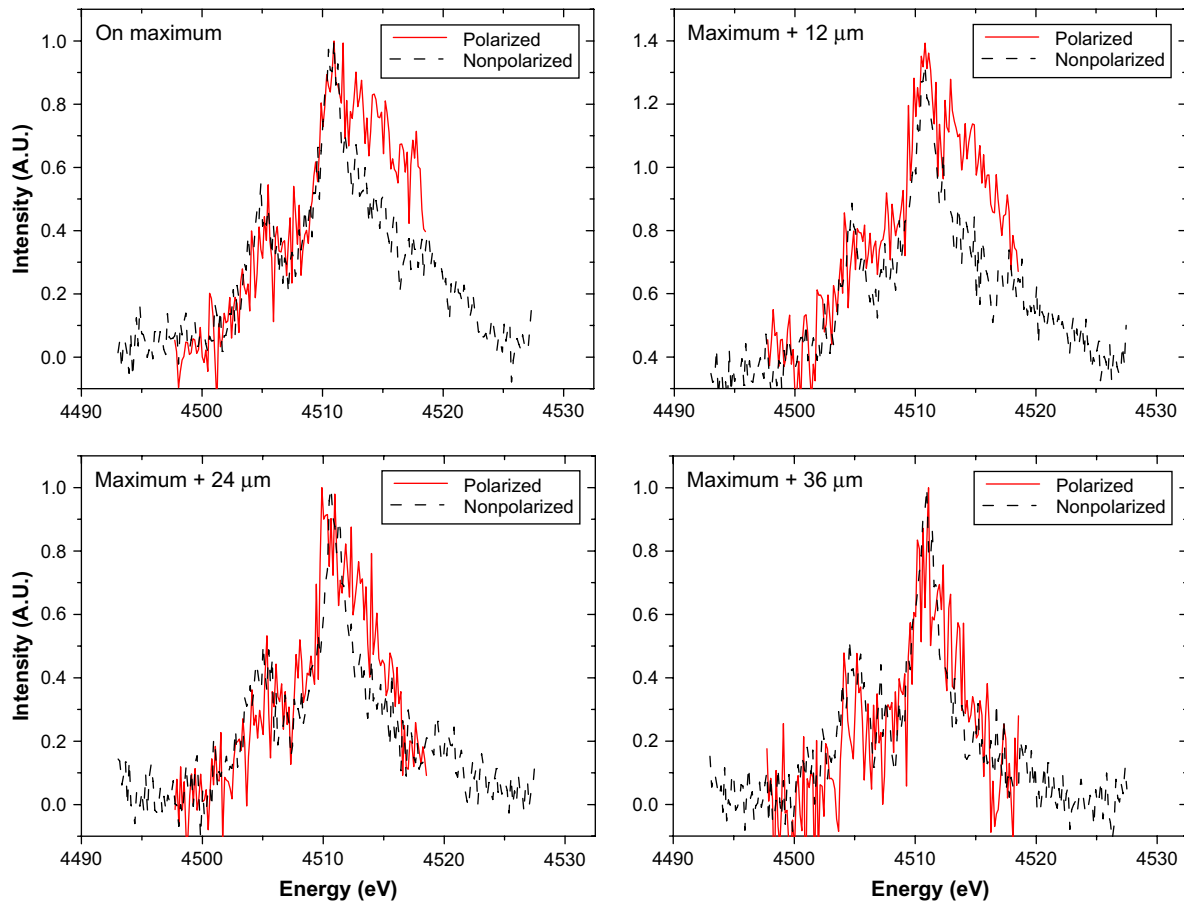 On maximum
Polarized
Nonpolarized
Intensity (A.U.)
1.0
0.8
0.6
0.4
0.2
0.0
4490
4500
4510
4520
4530
Maximum + 12 μm
Polarized
Nonpolarized
1.4
1.2
1.0
0.8
0.6
0.4
4490
4500
4510
4520
4530
Maximum + 24 μm
Polarized
Nonpolarized
Intensity (A.U.)
1.0
0.8
0.6
0.4
0.2
0.0
4490
4500
4510
4520
4530
Energy (eV)
Maximum + 36 μm
Polarized
Nonpolarized
1.0
0.8
0.6
0.4
0.2
0.0
4490
4500
4510
4520
4530
Energy (eV)